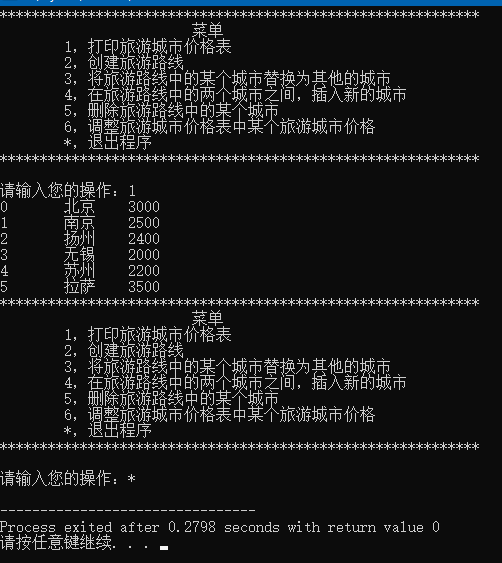 ************************************************************
菜单
1, 打印旅游城市价格表
2, 创建旅游路线
3, 将旅游路线中的某个城市替换为其他的城市
4, 在旅游路线中的两个城市之间, 插入新的城市
5, 删除旅游路线中的某个城市
6, 调整旅游城市价格表中某个旅游城市价格
*, 退出程序
************************************************************
请输入您的操作: 1
0 北京 3000
1 南京 2500
2 扬州 2400
3 无锡 2000
4 苏州 2200
5 拉萨 3500
************************************************************
菜单
1, 打印旅游城市价格表
2, 创建旅游路线
3, 将旅游路线中的某个城市替换为其他的城市
4, 在旅游路线中的两个城市之间, 插入新的城市
5, 删除旅游路线中的某个城市
6, 调整旅游城市价格表中某个旅游城市价格
*, 退出程序
************************************************************
请输入您的操作: *
--------------------------------
Process exited after 0.2798 seconds with return value 0
请按任意键继续. . .